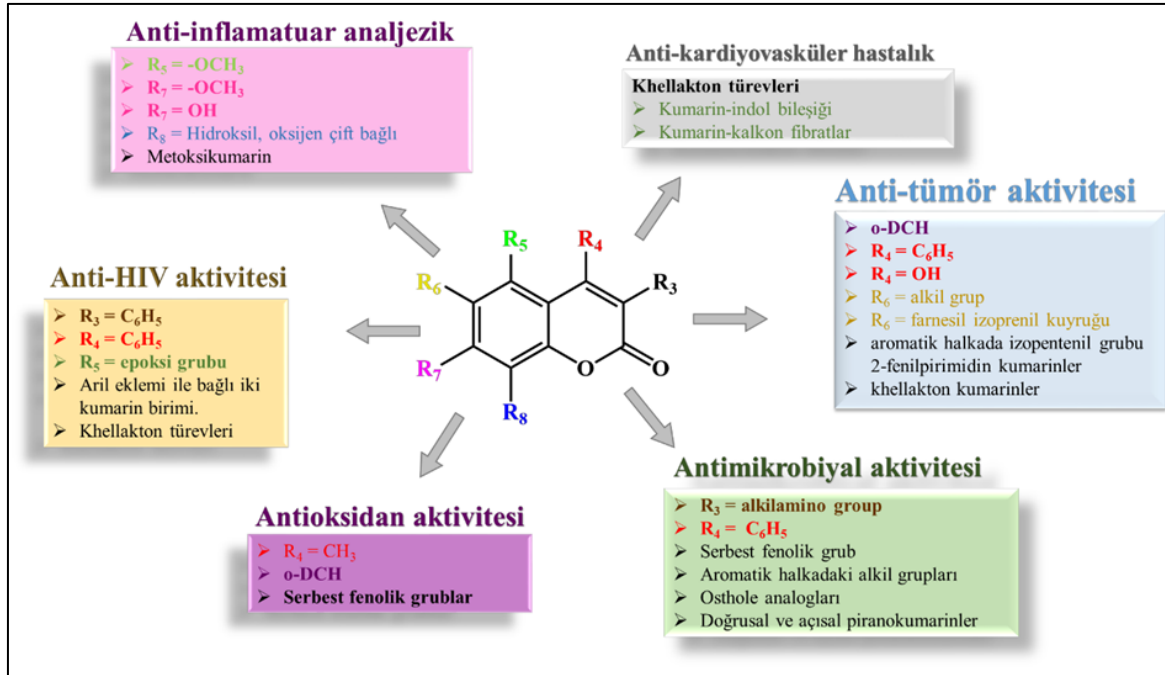 Anti-inflamatuar analjezik
➢ R₅ = -OCH₃
➢ R₇ = -OCH₃
➢ R₇ = OH
➢ R₈ = Hidroksil, oksijen çift bağlı
➢ Metoksikumarin
Anti-kardiyovasküler hastalık
Khellakton türevleri
➢ Kumarin-indol bileşiği
➢ Kumarin-kalkon fibratlar
Anti-tümör aktivitesi
➢ o-DCH
➢ R₄ = C₆H₅
➢ R₄ = OH
➢ R₆ = alkil grup
➢ R₆ = farnesil izoprenil kuyruğu
➢ aromatik halkada izopentenil grubu
2-fenilpirimidin kumarinler
➢ khellakton kumarinler
Anti-HIV aktivitesi
➢ R₃ = C₆H₅
➢ R₄ = C₆H₅
➢ R₅ = epoksi grubu
➢ Aril eklemi ile bağlı iki
kumarin birimi.
➢ Khellakton türevleri
R₅
R₄
R₆
R₃
R₇
O
O
R₈
Antioksidan aktivitesi
➢ R₄ = CH₃
➢ o-DCH
➢ Serbest fenolik grublar
Antimikrobiyal aktivitesi
➢ R₃ = alkilamino group
➢ R₄ = C₆H₅
➢ Serbest fenolik grub
➢ Aromatik halkadaki alkil grupları
➢ Osthole analogları
➢ Doğrusal ve açısal piranokumarinler